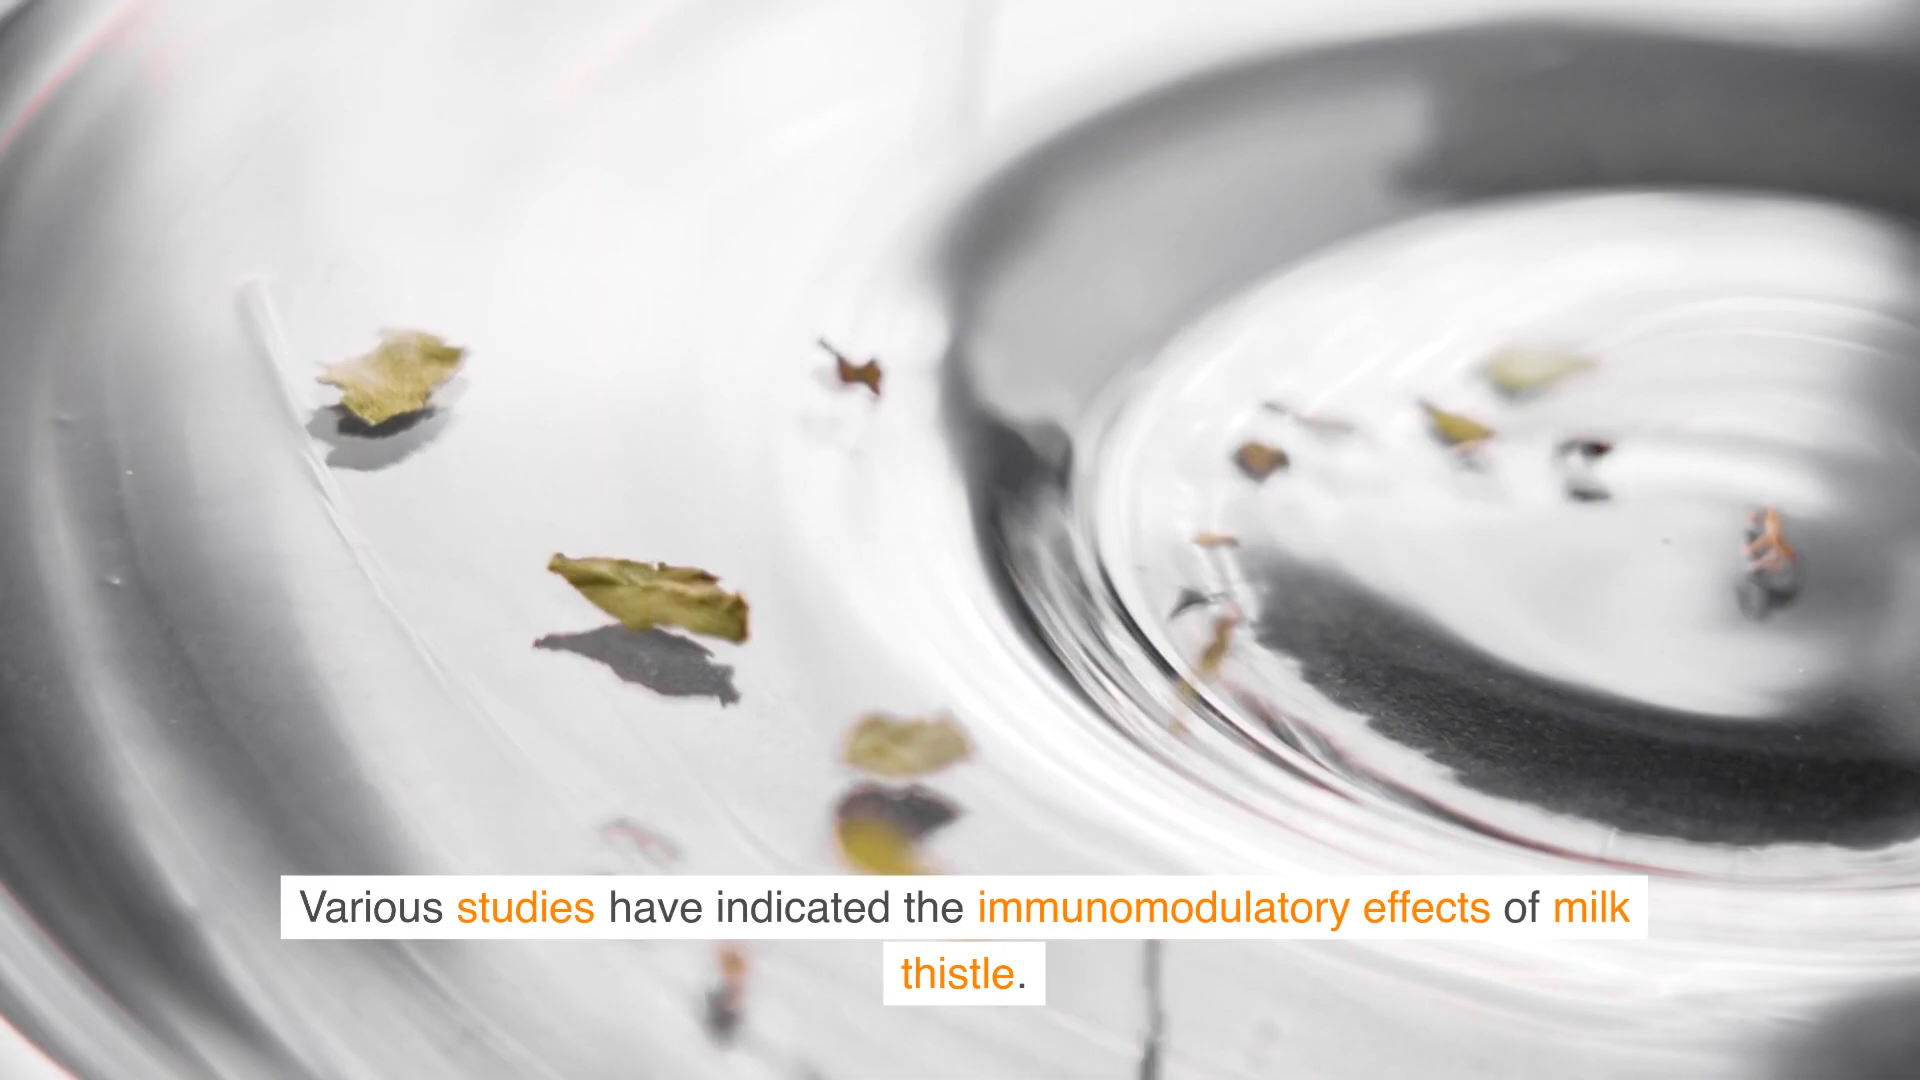 Various studies have indicated the immunomodulatory effects of milk
thistle.